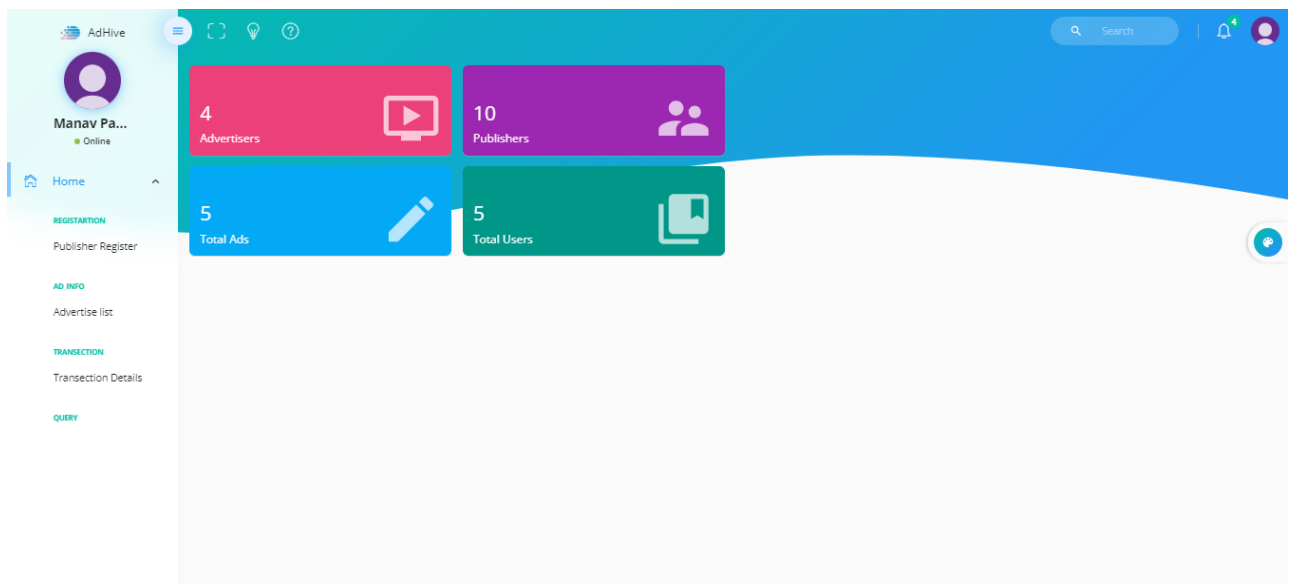 AdHive
Search
4
Manav Pa...
Online
Home
REGISTARTION
Publisher Register
AD INFO
Advertise list
TRANSECTION
Transection Details
QUERY
4
Advertisers
10
Publishers
5
Total Ads
5
Total Users